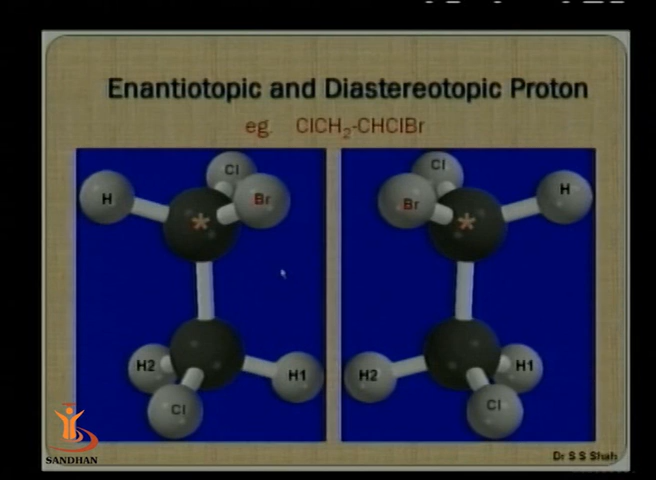 Enantiotopic and Diastereotopic Proton
eg. ClCH₂-CHClBr
Cl
H
Br
*
H2
H1
Cl
Cl
H
Br
*
H2
H1
Cl
SANDHAN
Dr S S Shah